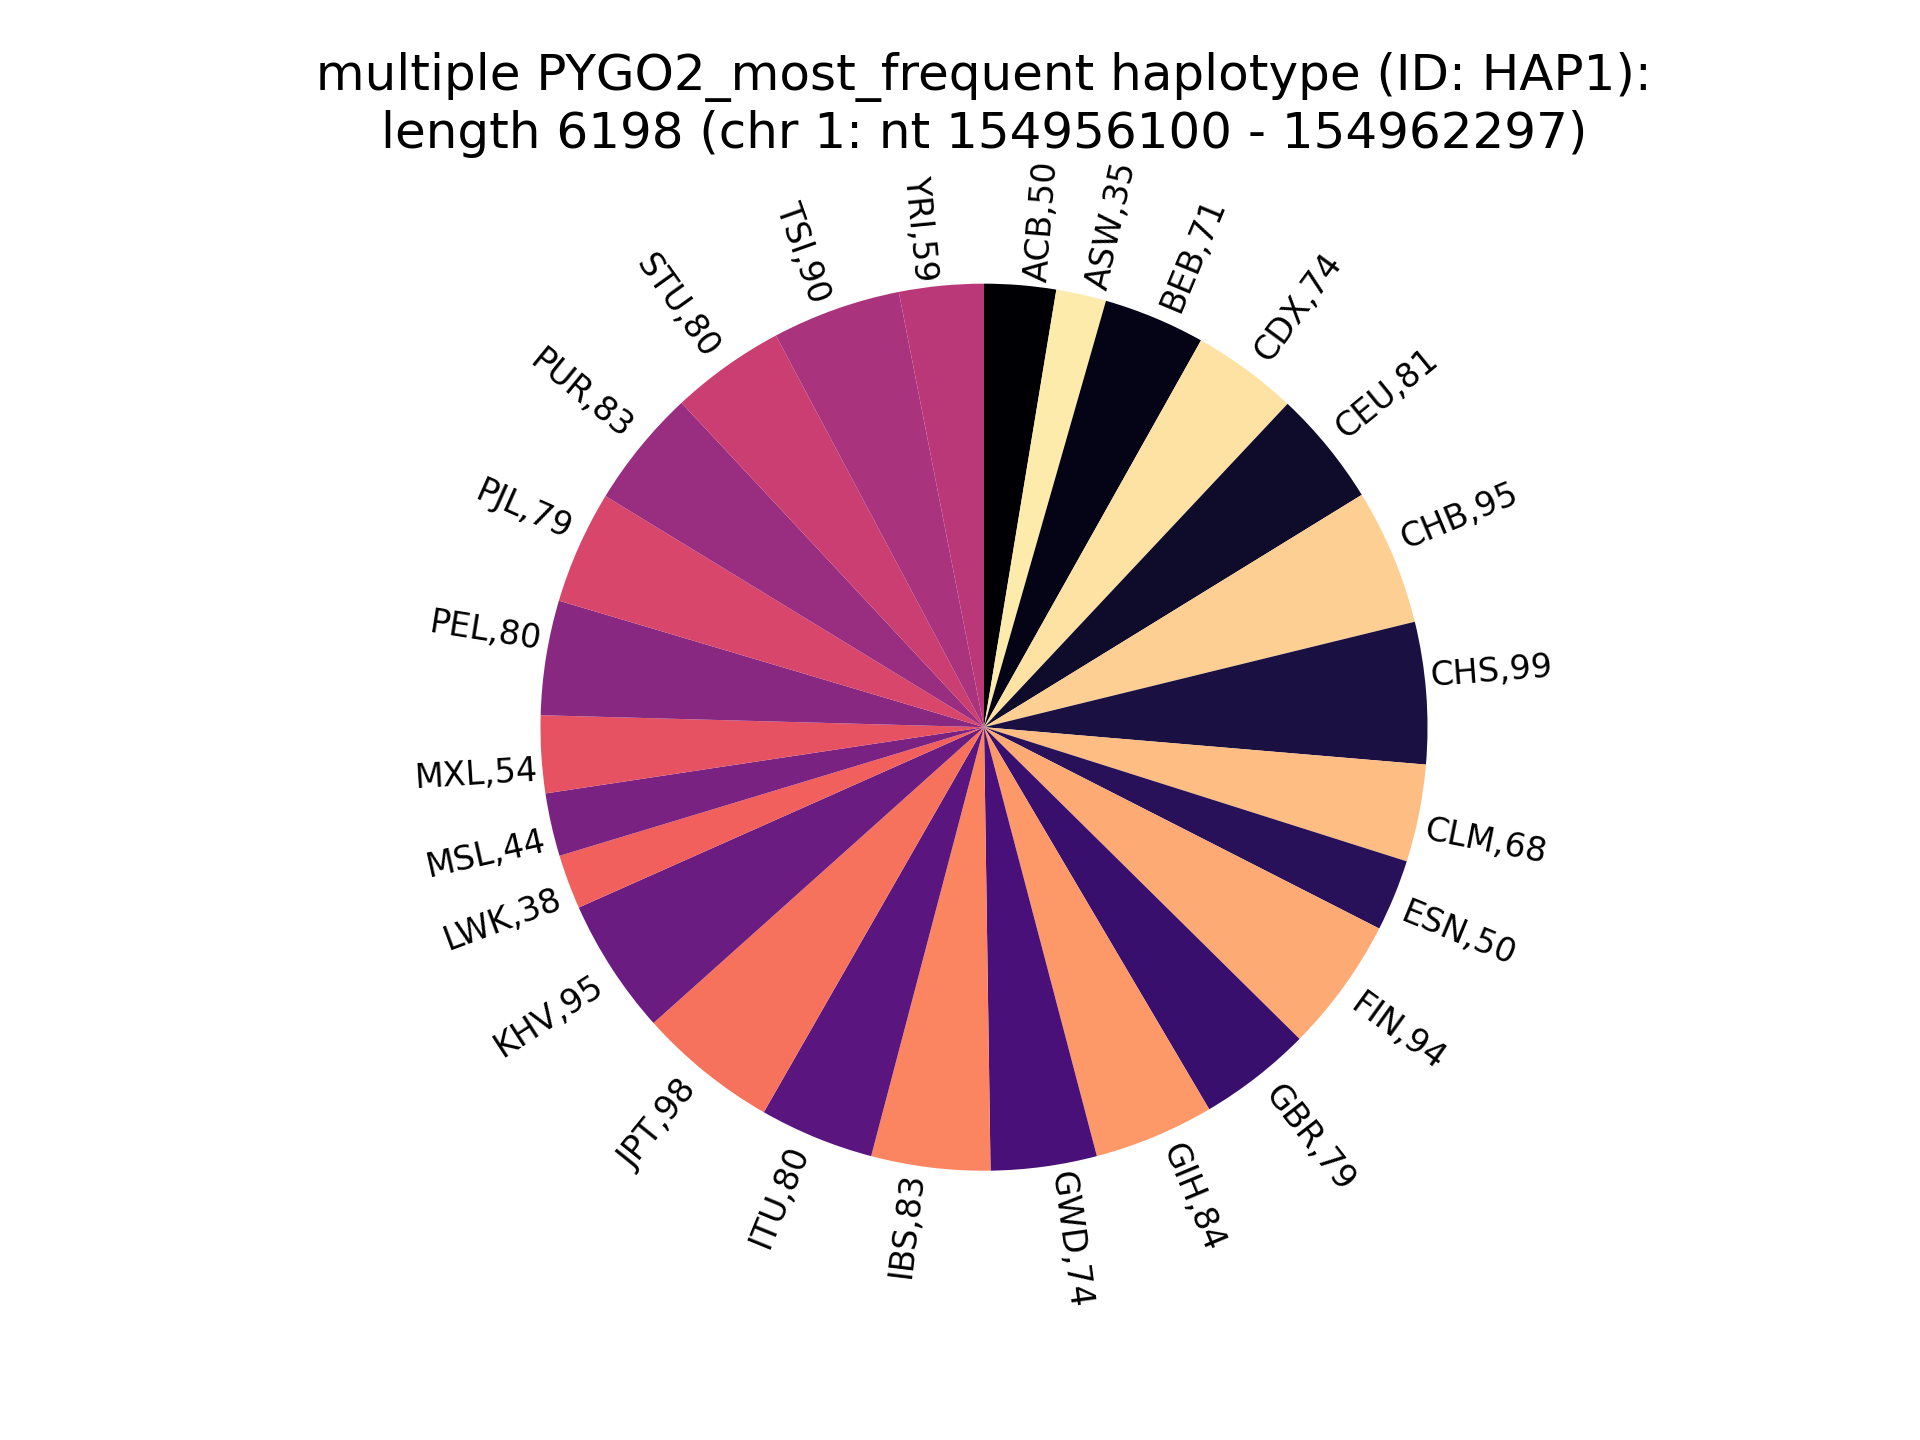 multiple PYGO2_most_frequent haplotype (ID: HAP1):
length 6198 (chr 1: nt 154956100 - 154962297)
ACB,50
ASW,35
BEB,71
CDX,74
CEU,81
CHB,95
CHS,99
CLM,68
ESN,50
FIN,94
GBR,79
GIH,84
GWD,74
IBS,83
ITU,80
JPT,98
KHV,95
LWK,38
MSL,44
MXL,54
PEL,80
PJL,79
PUR,83
STU,80
TSI,90
YRI,59